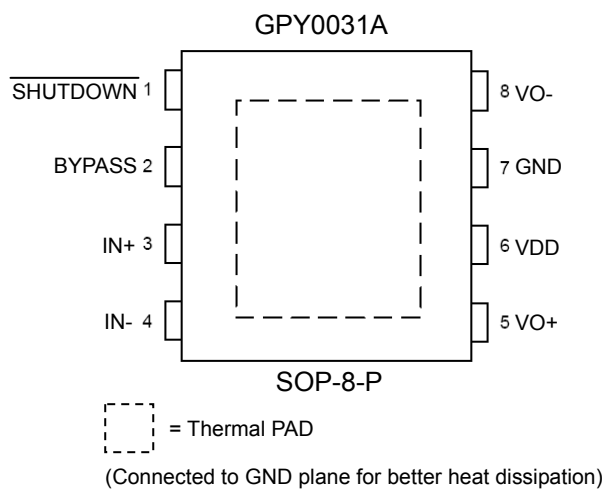 GPY0031A
SHUTDOWN 1
BYPASS 2
IN+ 3
IN- 4
8 VO-
7 GND
6 VDD
5 VO+
SOP-8-P
= Thermal PAD
(Connected to GND plane for better heat dissipation)